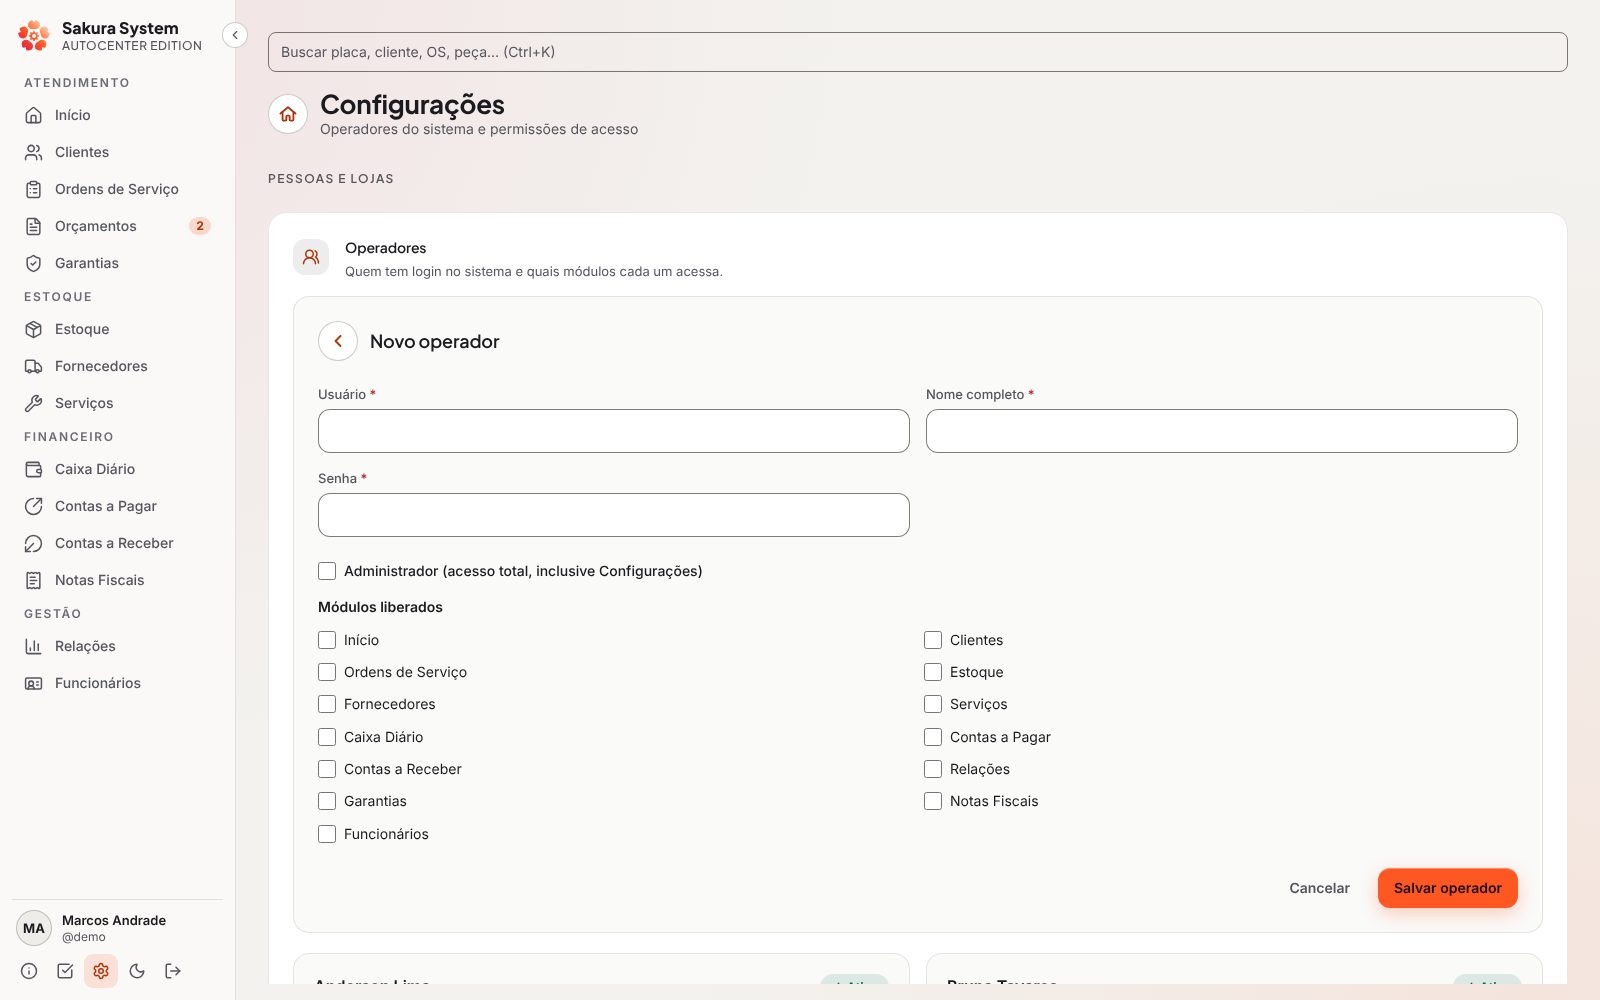 Sakura System
AUTOCENTER EDITION
ATENDIMENTO
Início
Clientes
Ordens de Serviço
Orçamentos 2
Garantias
ESTOQUE
Estoque
Fornecedores
Serviços
FINANCEIRO
Caixa Diário
Contas a Pagar
Contas a Receber
Notas Fiscais
GESTÃO
Relações
Funcionários
MA
Marcos Andrade
@demo
Buscar placa, cliente, OS, peça... (Ctrl+K)
Configurações
Operadores do sistema e permissões de acesso
PESSOAS E LOJAS
Operadores
Quem tem login no sistema e quais módulos cada um acessa.
Novo operador
Usuário *
Nome completo *
Senha *
Administrador (acesso total, inclusive Configurações)
Módulos liberados
Início
Clientes
Ordens de Serviço
Estoque
Fornecedores
Serviços
Caixa Diário
Contas a Pagar
Contas a Receber
Relações
Garantias
Notas Fiscais
Funcionários
Cancelar
Salvar operador